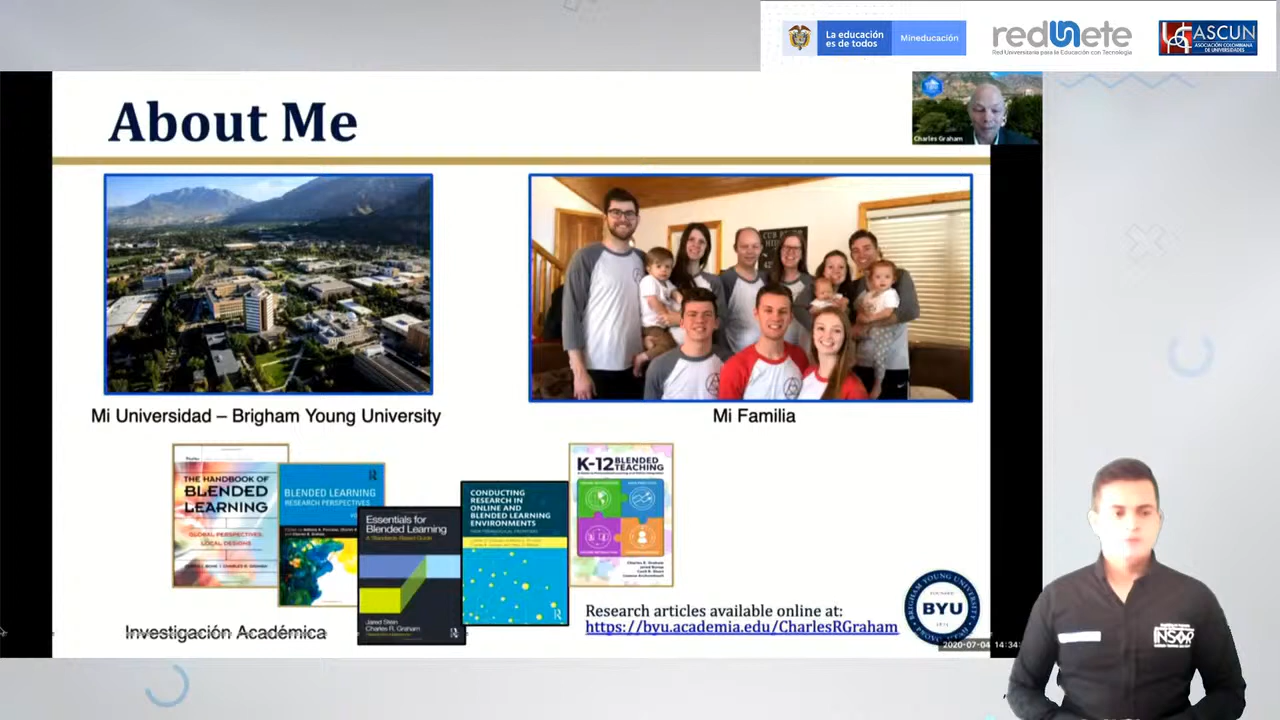 La educación
es de todos
Mineducación
redUnete
Red Universitaria para la Educación con Tecnología
ASCUN
ASOCIACIÓN COLOMBIANA
DE UNIVERSIDADES
About Me
Charles Graham
Mi Universidad – Brigham Young University
Mi Familia
THE HANDBOOK OF
BLENDED
LEARNING
GLOBAL PERSPECTIVES
LOCAL DESIGNS
BLENDED LEARNING
RESEARCH PERSPECTIVES
Essentials for
Blended Learning
A Standards-Based Guide
Jared Stein
Charles R. Graham
CONDUCTING
RESEARCH IN
ONLINE AND
BLENDED LEARNING
ENVIRONMENTS
K-12 BLENDED
TEACHING
Charles R. Graham
Investigación Académica
Research articles available online at:
https://byu.academia.edu/CharlesRGraham
BRIGHAM YOUNG UNIVERSITY
FOUNDED
BYU
2020-07-04 14:34
INSOR